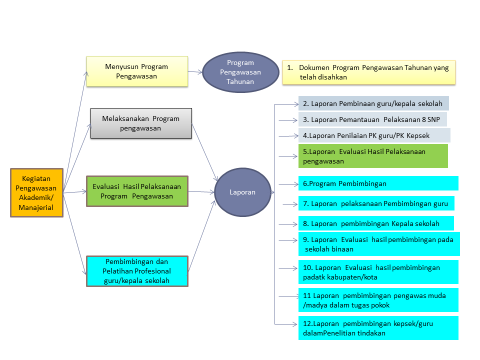 Menyusun Program
Pengawasan
Program
Pengawasan
Tahunan
1. Dokumen Program Pengawasan Tahunan yang
telah disahkan
Melaksanakan Program
pengawasan
2. Laporan Pembinaan guru/kepala sekolah
3. Laporan Pemantauan Pelaksanan 8 SNP
4.Laporan Penilaian PK guru/PK Kepsek
5.Laporan Evaluasi Hasil Pelaksanaan
pengawasan
Kegiatan
Pengawasan
Akademik/
Manajerial
Evaluasi Hasil Pelaksanaan
Program Pengawasan
Laporan
6.Program Pembimbingan
7. Laporan pelaksanaan Pembimbingan guru
8. Laporan pembimbingan Kepala sekolah
9. Laporan Evaluasi hasil pembimbingan pada
sekolah binaan
Pembimbingan dan
Pelatihan Profesional
guru/kepala sekolah
10. Laporan Evaluasi hasil pembimbingan
padatk kabupaten/kota
11 Laporan pembimbingan pengawas muda
/madya dalam tugas pokok
12.Laporan pembimbingan kepsek/guru
dalamPenelitian tindakan